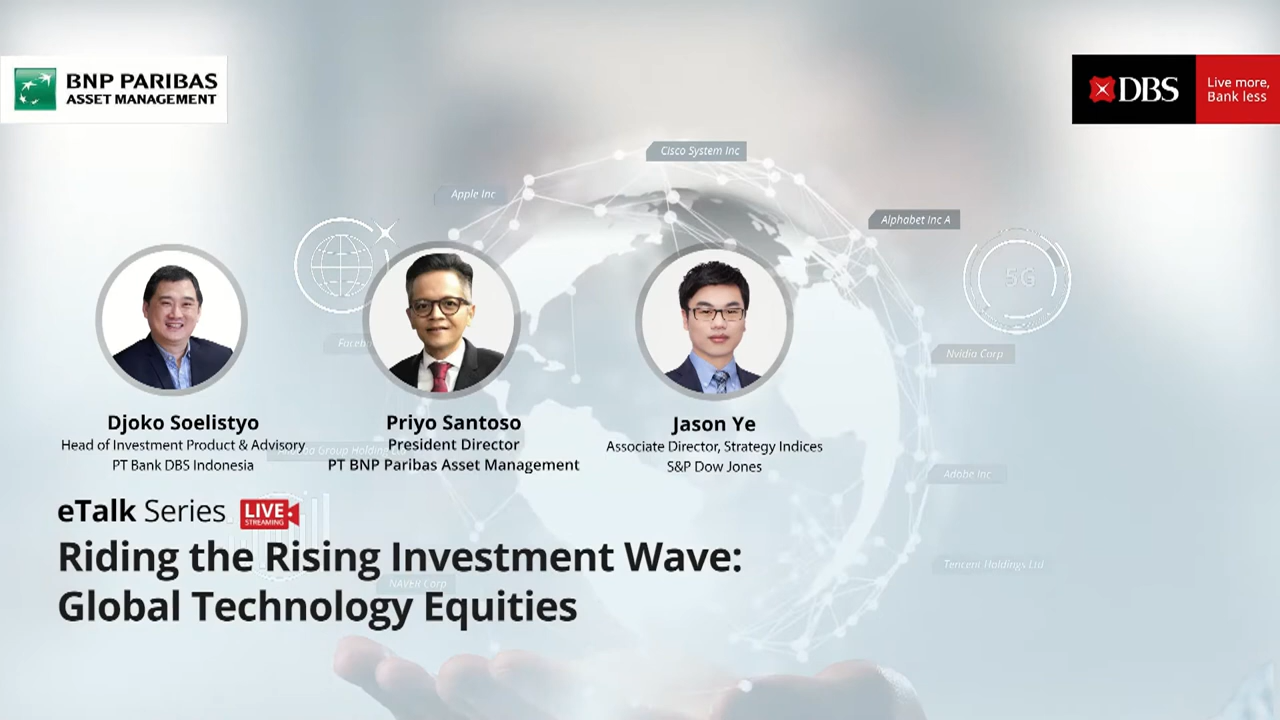 BNP PARIBAS
ASSET MANAGEMENT
DBS
Live more,
Bank less
Cisco System Inc
Apple Inc
Alphabet Inc A
5G
Nvidia Corp
Djoko Soelistyo
Head of Investment Product & Advisory
PT Bank DBS Indonesia
Priyo Santoso
President Director
PT BNP Paribas Asset Management
Jason Ye
Associate Director, Strategy Indices
S&P Dow Jones
Group Holding
Adobe Inc
eTalk Series LIVE
STREAMING
Riding the Rising Investment Wave:
Global Technology Equities
Tencent Holdings Ltd
NAVER Corp